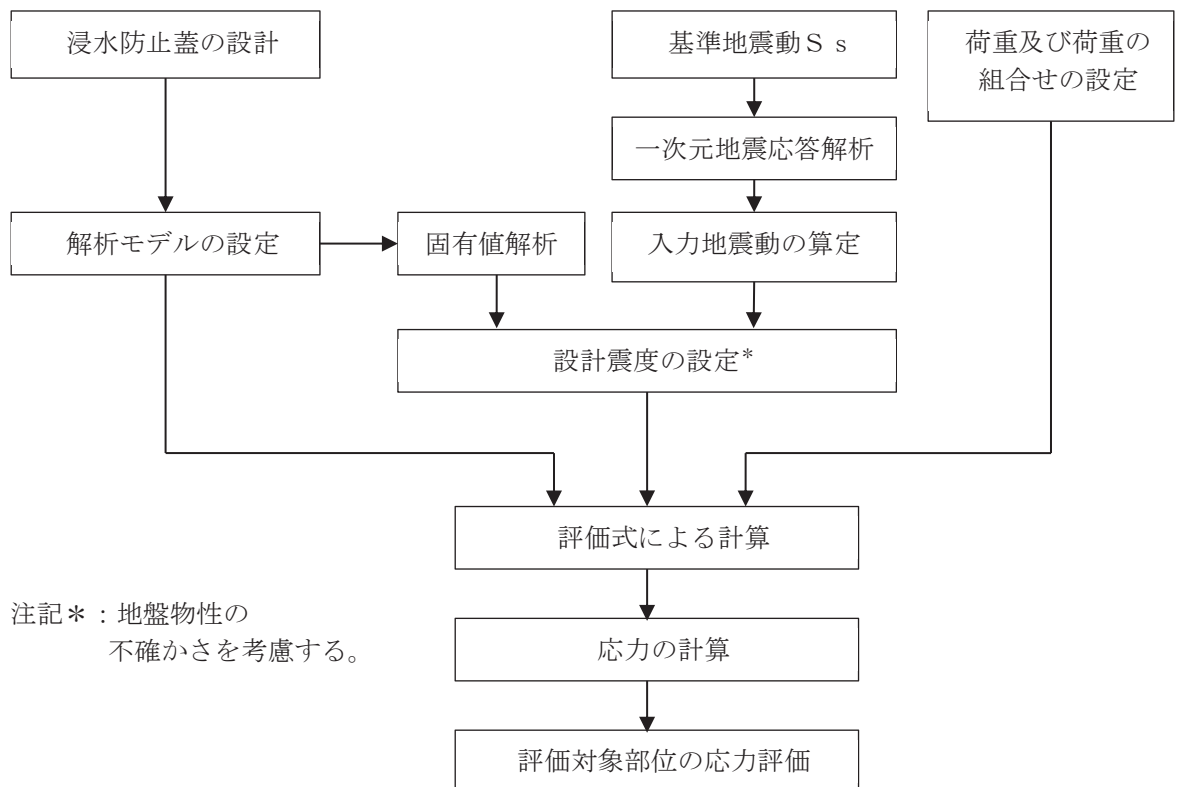 浸水防止蓋の設計
基準地震動Ｓｓ
荷重及び荷重の
組合せの設定
一次元地震応答解析
解析モデルの設定
固有値解析
入力地震動の算定
設計震度の設定*
評価式による計算
注記＊：地盤物性の
不確かさを考慮する。
応力の計算
評価対象部位の応力評価